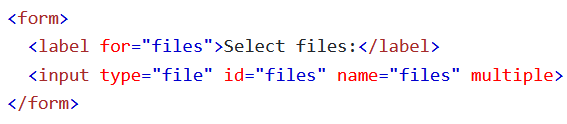 <form>
<label for="files">Select files:</label>
<input type="file" id="files" name="files" multiple>
</form>